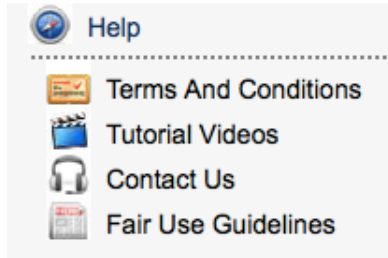 Help
Terms And Conditions
Tutorial Videos
Contact Us
Fair Use Guidelines